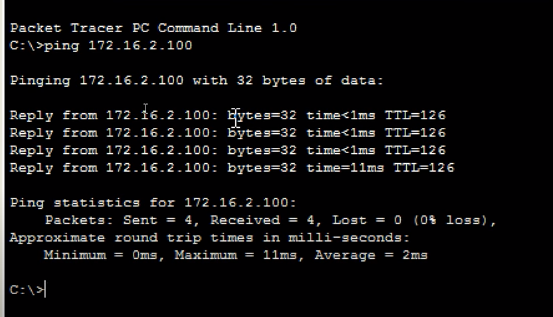 Packet Tracer PC Command Line 1.0
C:\>ping 172.16.2.100
Pinging 172.16.2.100 with 32 bytes of data:
Reply from 172.16.2.100: bytes=32 time<1ms TTL=126
Reply from 172.16.2.100: bytes=32 time<1ms TTL=126
Reply from 172.16.2.100: bytes=32 time<1ms TTL=126
Reply from 172.16.2.100: bytes=32 time=11ms TTL=126
Ping statistics for 172.16.2.100:
Packets: Sent = 4, Received = 4, Lost = 0 (0% loss),
Approximate round trip times in milli-seconds:
Minimum = 0ms, Maximum = 11ms, Average = 2ms
C:\>